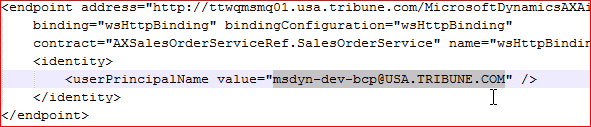 <endpoint address="http://ttwqmsmq01.usa.tribune.com/MicrosoftDynamicsAXAi
binding="wsHttpBinding" bindingConfiguration="wsHttpBinding"
contract="AXSalesOrderServiceRef.SalesOrderService" name="wsHttpBindin
<identity>
<userPrincipalName value="msdyn-dev-bcp@USA.TRIBUNE.COM" />
</identity>
</endpoint>